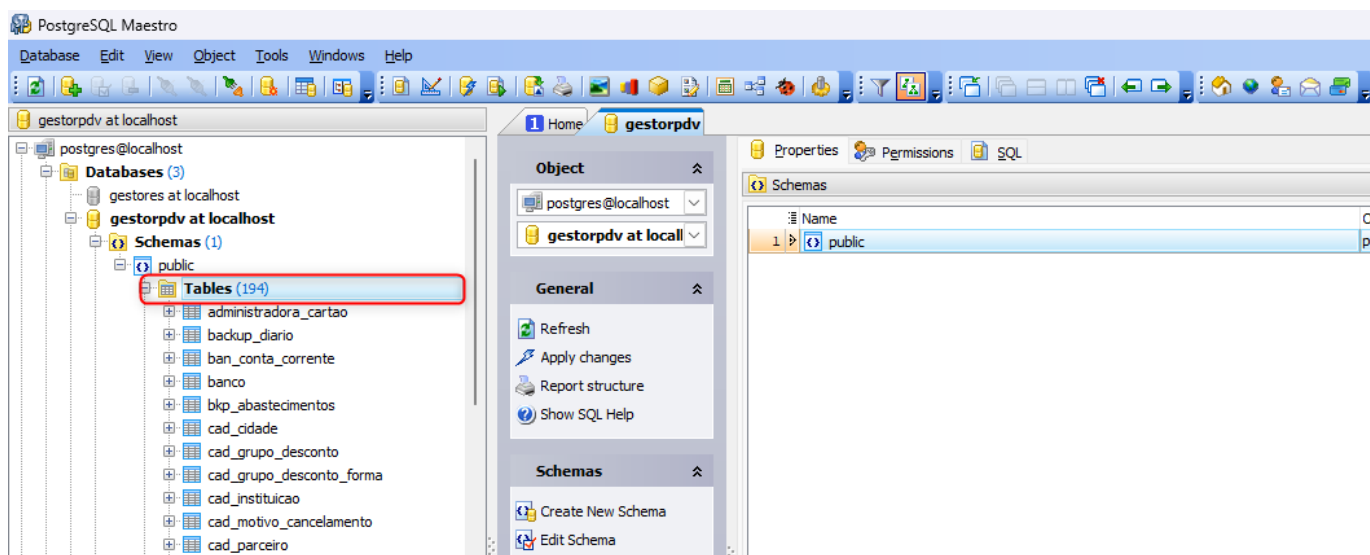 PostgreSQL Maestro
Database Edit View Object Tools Windows Help
gestorpdv at localhost
postgres@localhost
Databases (3)
gestores at localhost
gestorpdv at localhost
Schemas (1)
public
Tables (194)
administradora_cartao
backup_diario
ban_conta_corrente
banco
bkp_abastecimentos
cad_cidade
cad_grupo_desconto
cad_grupo_desconto_forma
cad_instituicao
cad_motivo_cancelamento
cad_parceiro
1 Home gestorpdv
Object
postgres@localhost
gestorpdv at locall
General
Refresh
Apply changes
Report structure
Show SQL Help
Schemas
Create New Schema
Edit Schema
Properties Permissions SQL
Schemas
Name
1 public